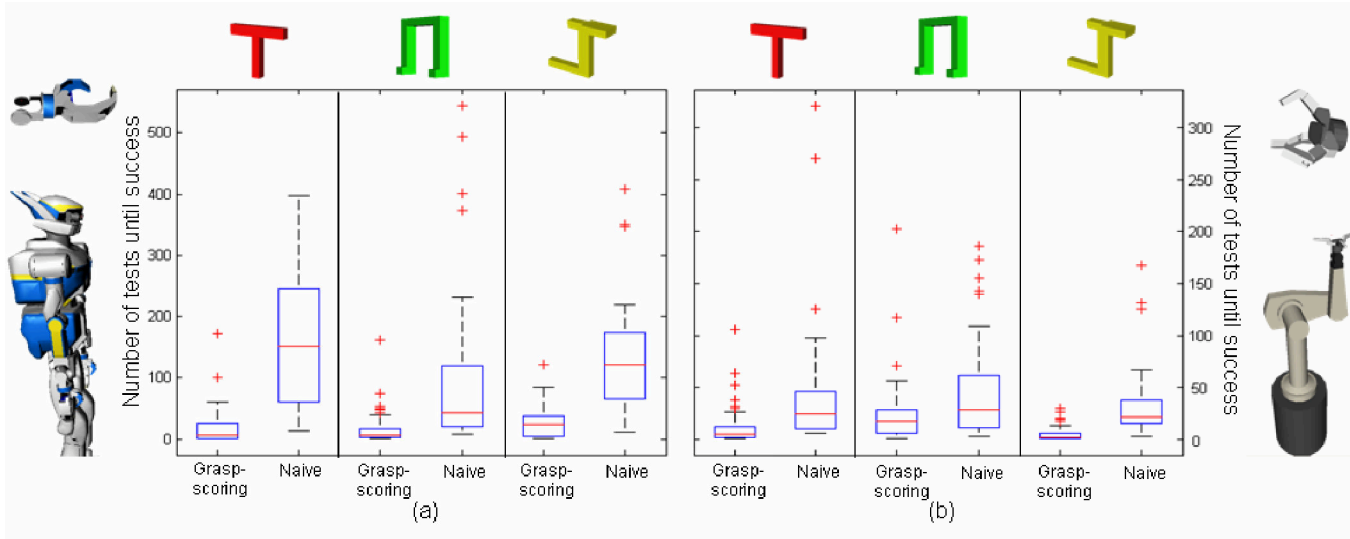 Number of tests until success
500
400
300
200
100
0
Grasp-
scoring
Naive
Grasp-
scoring
Naive
Grasp-
scoring
Naive
(a)
Grasp-
scoring
Naive
Grasp-
scoring
Naive
Grasp-
scoring
Naive
(b)
300
250
200
150
100
50
0
Number of tests until success